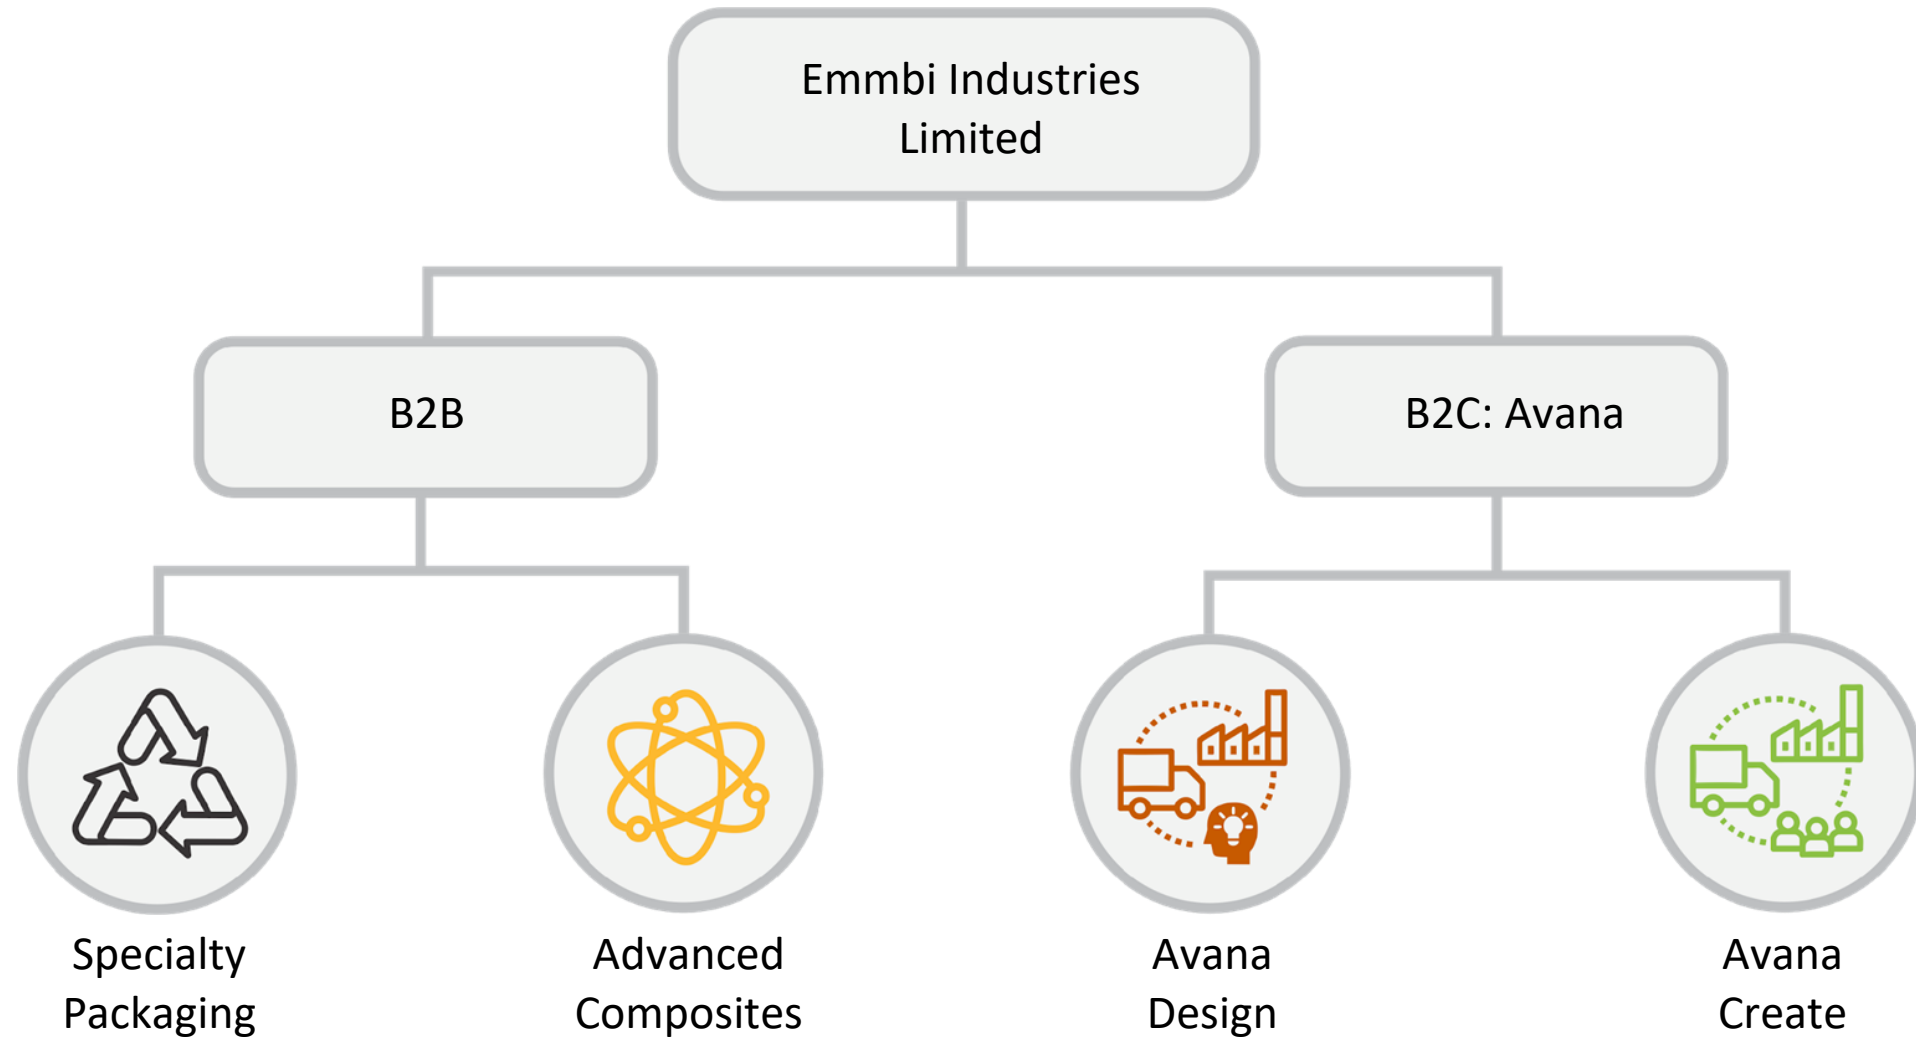 Emmbi Industries
Limited
B2B
B2C: Avana
Specialty
Packaging
Advanced
Composites
Avana
Design
Avana
Create